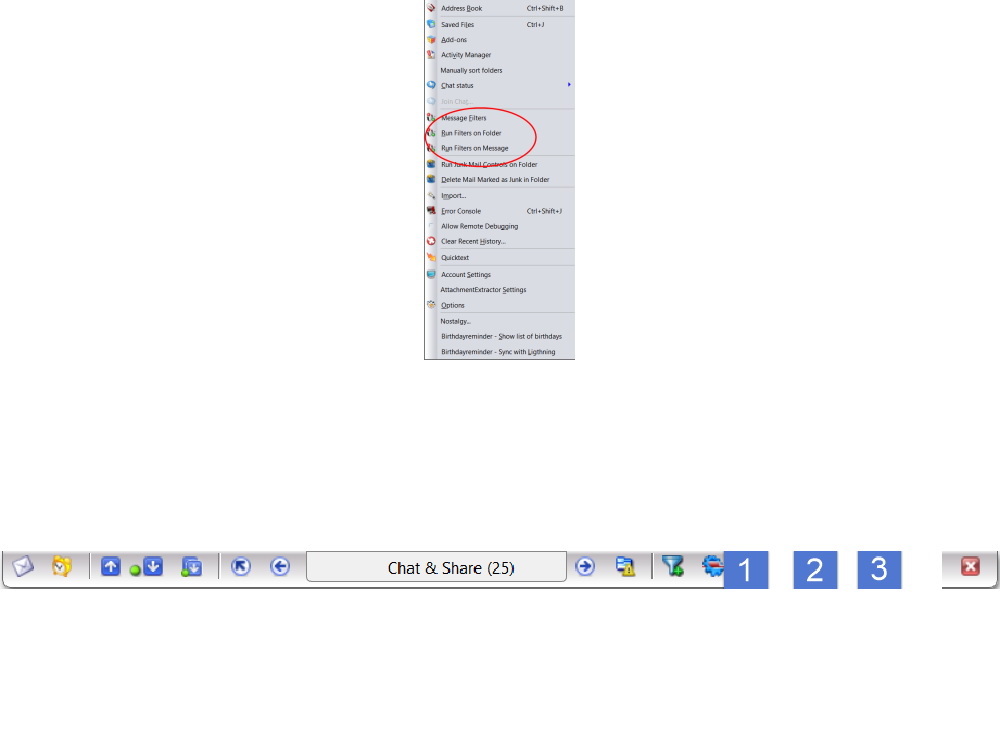 Address Book Ctrl+Shift+B
Saved Files Ctrl+J
Add-ons
Activity Manager
Manually sort folders
Chat status
Join Chat...
Message Filters
Run Filters on Folder
Run Filters on Message
Run Junk Mail Controls on Folder
Delete Mail Marked as Junk in Folder
Import...
Error Console Ctrl+Shift+J
Allow Remote Debugging
Clear Recent History...
Quicktext
Account Settings
AttachmentExtractor Settings
Options
Nostalgy...
Birthdayreminder - Show list of birthdays
Birthdayreminder - Sync with Ligthning
Chat & Share (25) 1 2 3